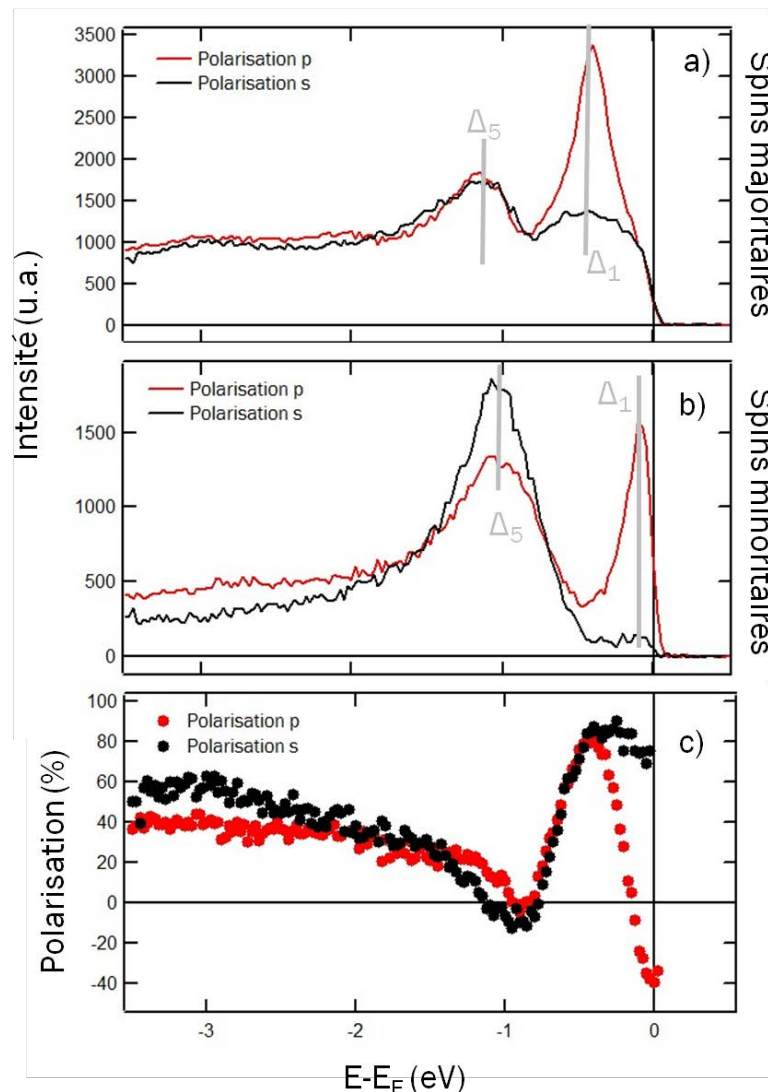 3500
3000
2500
2000
1500
1000
500
0
Polarisation p
Polarisation s
a)
Δ5
Δ1
Spins majoritaires
Intensité (u.a.)
1500
1000
500
0
Polarisation p
Polarisation s
b)
Δ1
Δ5
Spins minoritaires
100
80
60
40
20
0
-20
-40
Polarisation p
Polarisation s
c)
Polarisation (%)
-3
-2
-1
0
E-EF (eV)